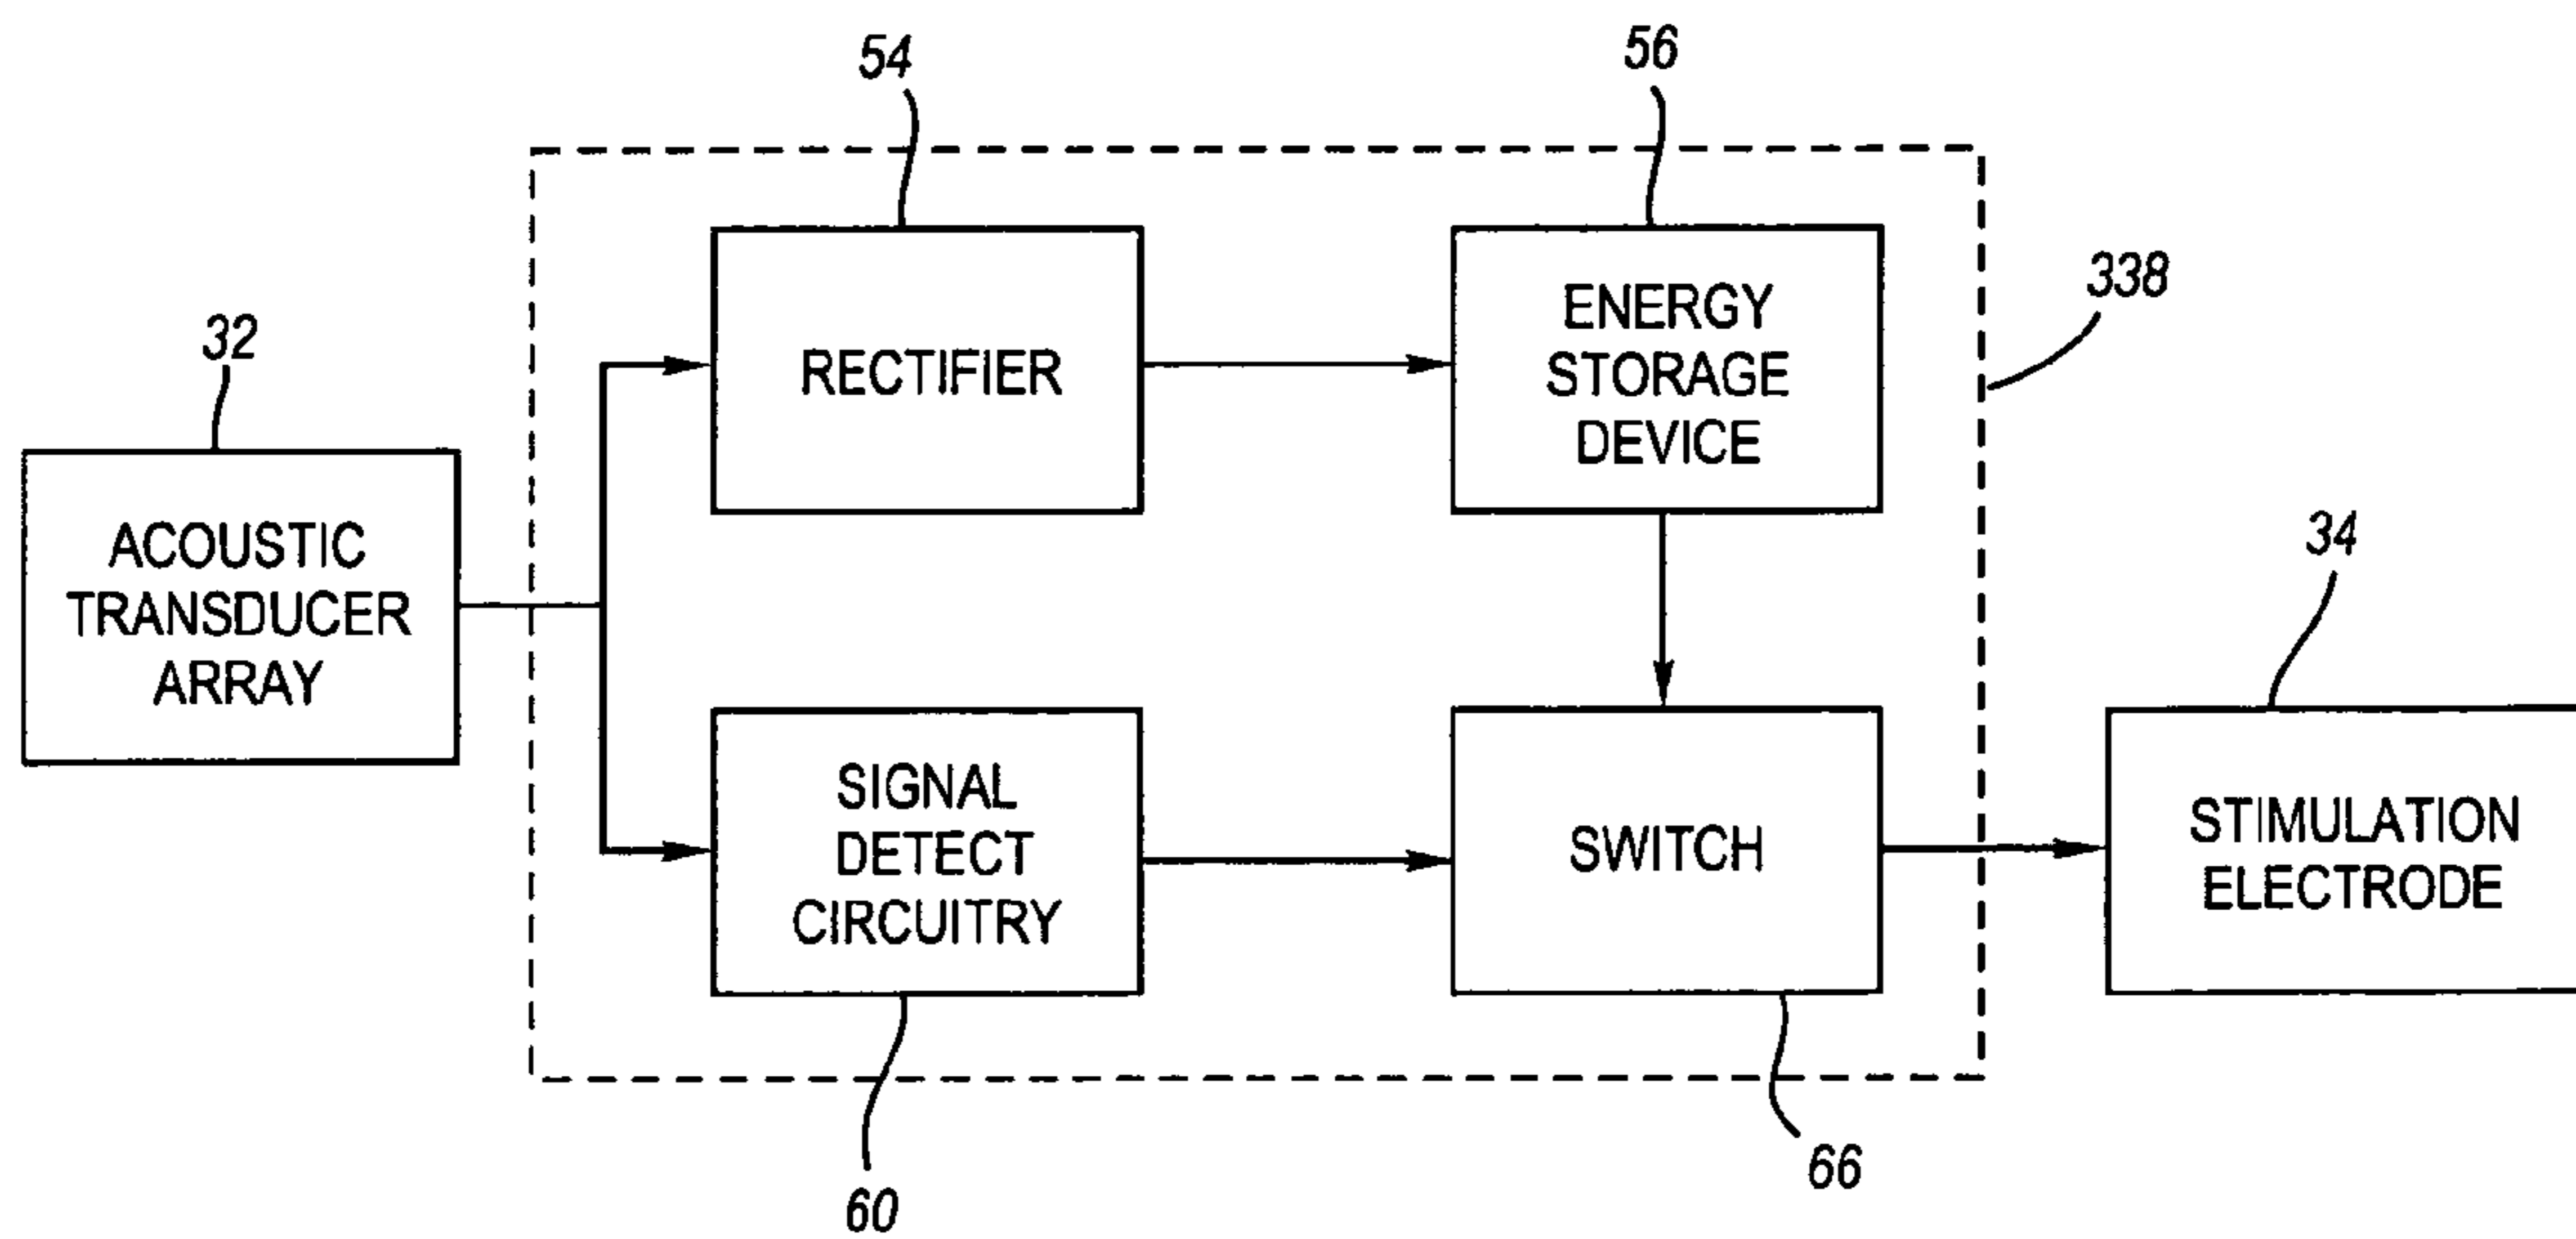 54
56
338
32
RECTIFIER
ENERGY
STORAGE
DEVICE
ACOUSTIC
TRANSDUCER
ARRAY
34
SIGNAL
DETECT
CIRCUITRY
SWITCH
STIMULATION
ELECTRODE
60
66